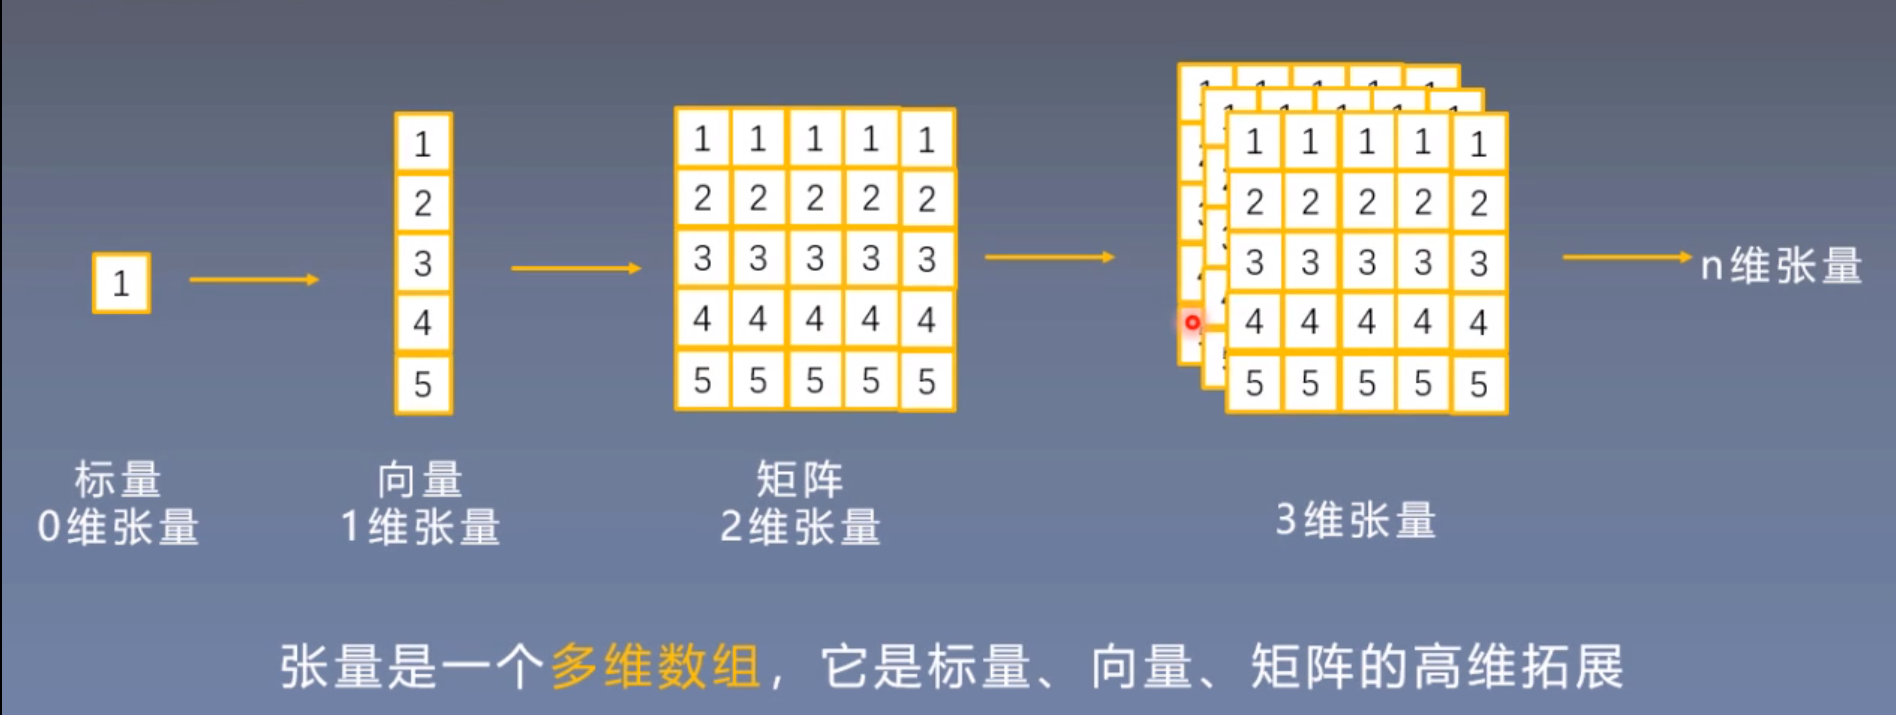 1
1
2
3
4
5
1 1 1 1 1
2 2 2 2 2
3 3 3 3 3
4 4 4 4 4
5 5 5 5 5
1 1 1 1 1
2 2 2 2 2
3 3 3 3 3
4 4 4 4 4
5 5 5 5 5
n维张量
标量
0维张量
向量
1维张量
矩阵
2维张量
3维张量
张量是一个多维数组，它是标量、向量、矩阵的高维拓展